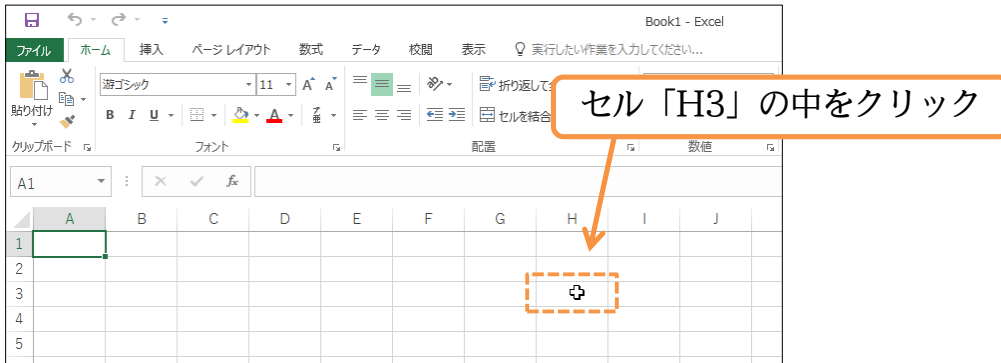 Book1 - Excel
ファイル ホーム 挿入 ページ レイアウト 数式 データ 校閲 表示 実行したい作業を入力してください...
貼り付け
游ゴシック 11 A A
折り返して
B I U A
セルを結合
クリップボード フォント 配置 数値
セル「H3」の中をクリック
A1 fx
A B C D E F G H I J
1
2
3
4
5